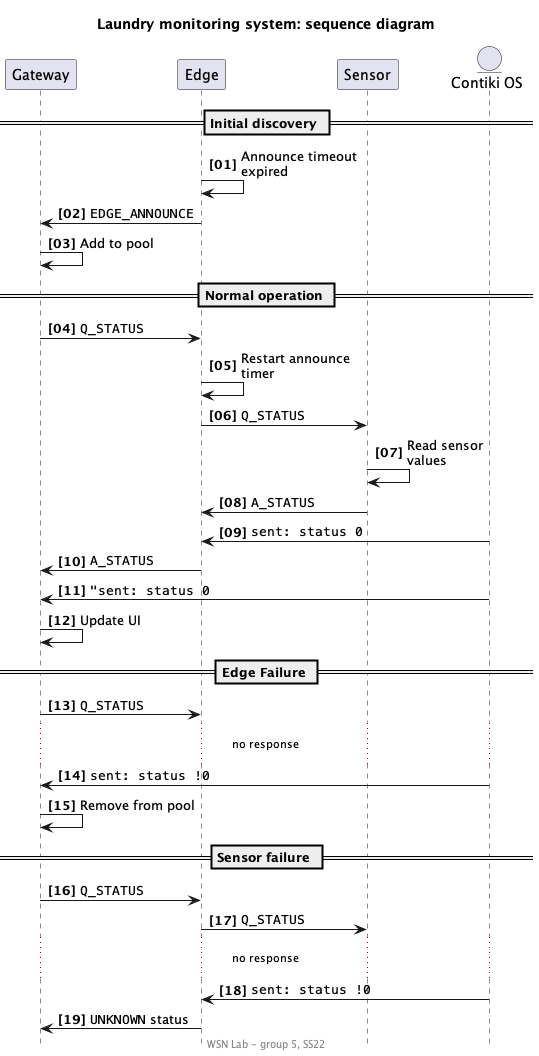 Laundry monitoring system: sequence diagram
Gateway
Edge
Sensor
Contiki OS
Initial discovery
[01] Announce timeout
expired
[02] EDGE_ANNOUNCE
[03] Add to pool
Normal operation
[04] Q_STATUS
[05] Restart announce
timer
[06] Q_STATUS
[07] Read sensor
values
[08] A_STATUS
[09] sent: status 0
[10] A_STATUS
[11] "sent: status 0
[12] Update UI
Edge Failure
[13] Q_STATUS
no response
[14] sent: status !0
[15] Remove from pool
Sensor failure
[16] Q_STATUS
[17] Q_STATUS
no response
[18] sent: status !0
[19] UNKNOWN status
WSN Lab - group 5, SS22